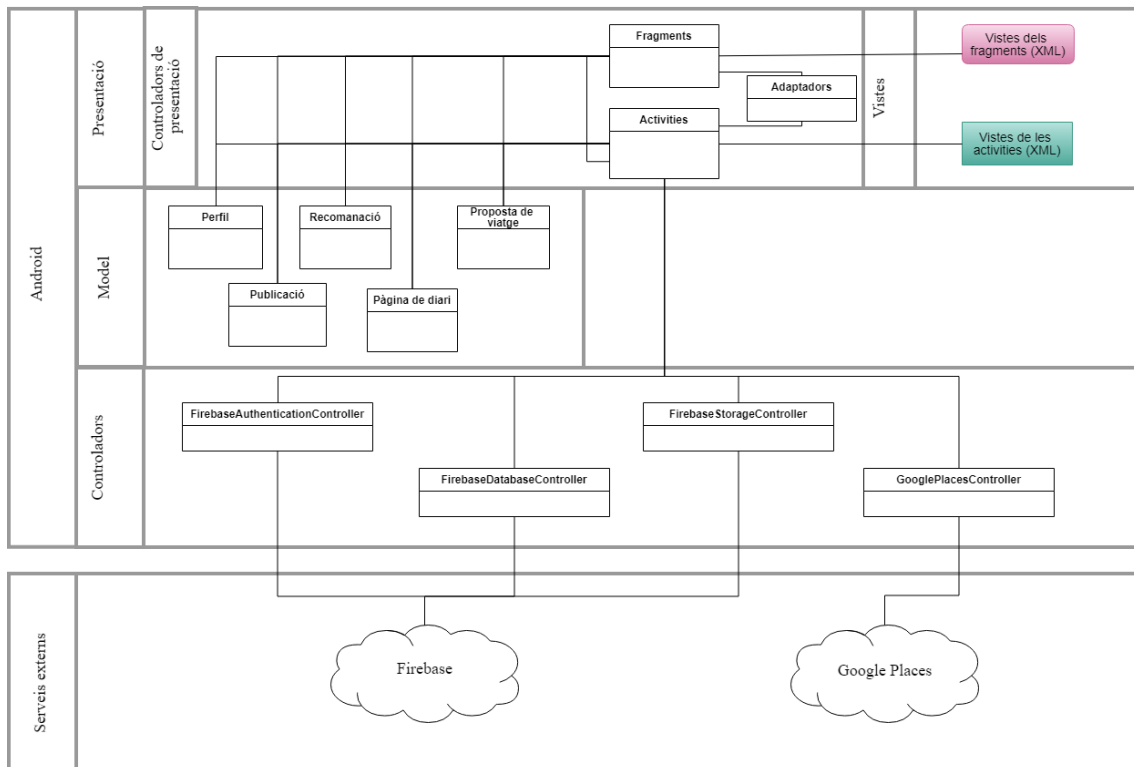 Android
Presentació
Controladors de
presentació
Fragments
Adaptadors
Activities
Vistes
Vistes dels
fragments (XML)
Vistes de les
activities (XML)
Model
Perfil
Recomanació
Proposta de
viatge
Publicació
Pàgina de diari
Controladors
FirebaseAuthenticationController
FirebaseStorageController
FirebaseDatabaseController
GooglePlacesController
Serveis externs
Firebase
Google Places